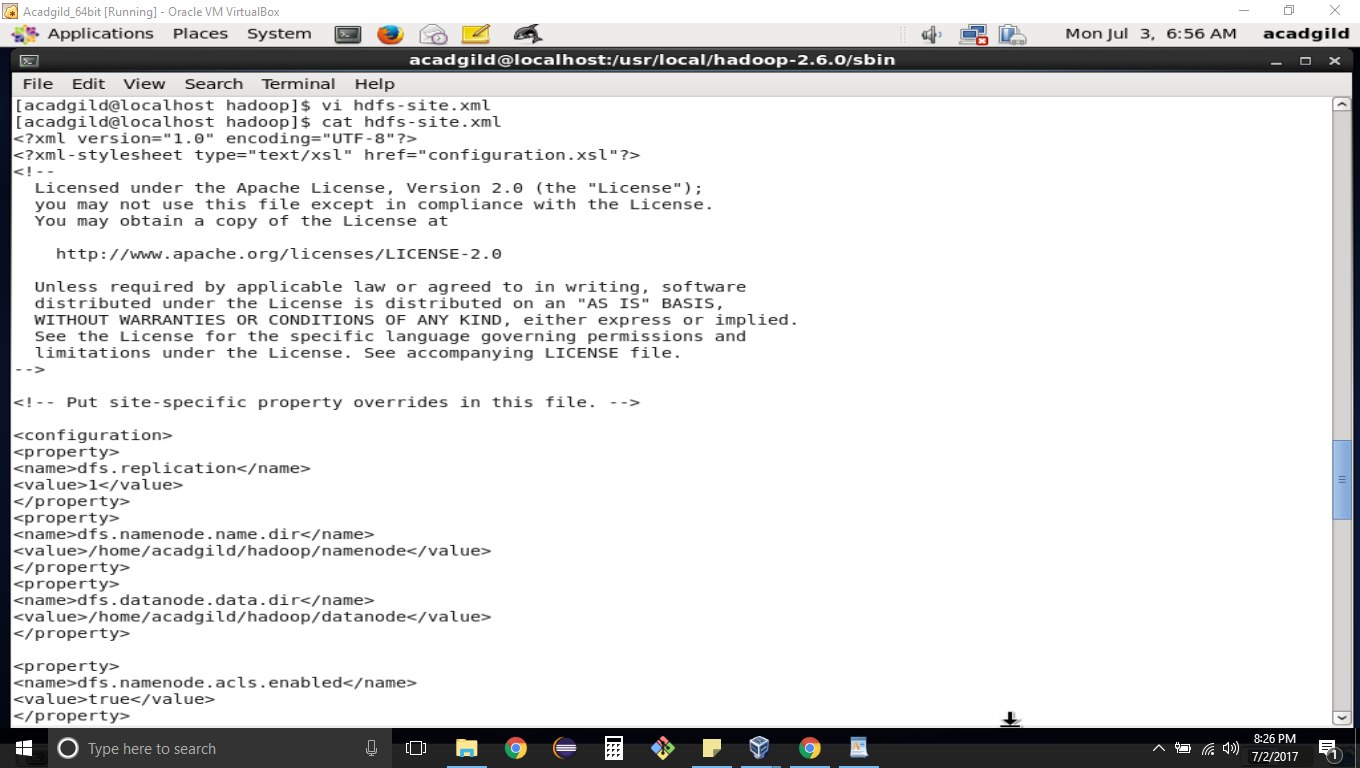 Acadgild_64bit [Running] - Oracle VM VirtualBox
Applications Places System Mon Jul 3, 6:56 AM acadgild
acadgild@localhost:/usr/local/hadoop-2.6.0/sbin
File Edit View Search Terminal Help
[acadgild@localhost hadoop]$ vi hdfs-site.xml
[acadgild@localhost hadoop]$ cat hdfs-site.xml
<?xml version="1.0" encoding="UTF-8"?>
<?xml-stylesheet type="text/xsl" href="configuration.xsl"?>
<!--
  Licensed under the Apache License, Version 2.0 (the "License");
  you may not use this file except in compliance with the License.
  You may obtain a copy of the License at

    http://www.apache.org/licenses/LICENSE-2.0

  Unless required by applicable law or agreed to in writing, software
  distributed under the License is distributed on an "AS IS" BASIS,
  WITHOUT WARRANTIES OR CONDITIONS OF ANY KIND, either express or implied.
  See the License for the specific language governing permissions and
  limitations under the License. See accompanying LICENSE file.
-->

<!-- Put site-specific property overrides in this file. -->

<configuration>
<property>
<name>dfs.replication</name>
<value>1</value>
</property>
<property>
<name>dfs.namenode.name.dir</name>
<value>/home/acadgild/hadoop/namenode</value>
</property>
<property>
<name>dfs.datanode.data.dir</name>
<value>/home/acadgild/hadoop/datanode</value>
</property>

<property>
<name>dfs.namenode.acls.enabled</name>
<value>true</value>
</property>
Type here to search
8:26 PM
7/2/2017
1